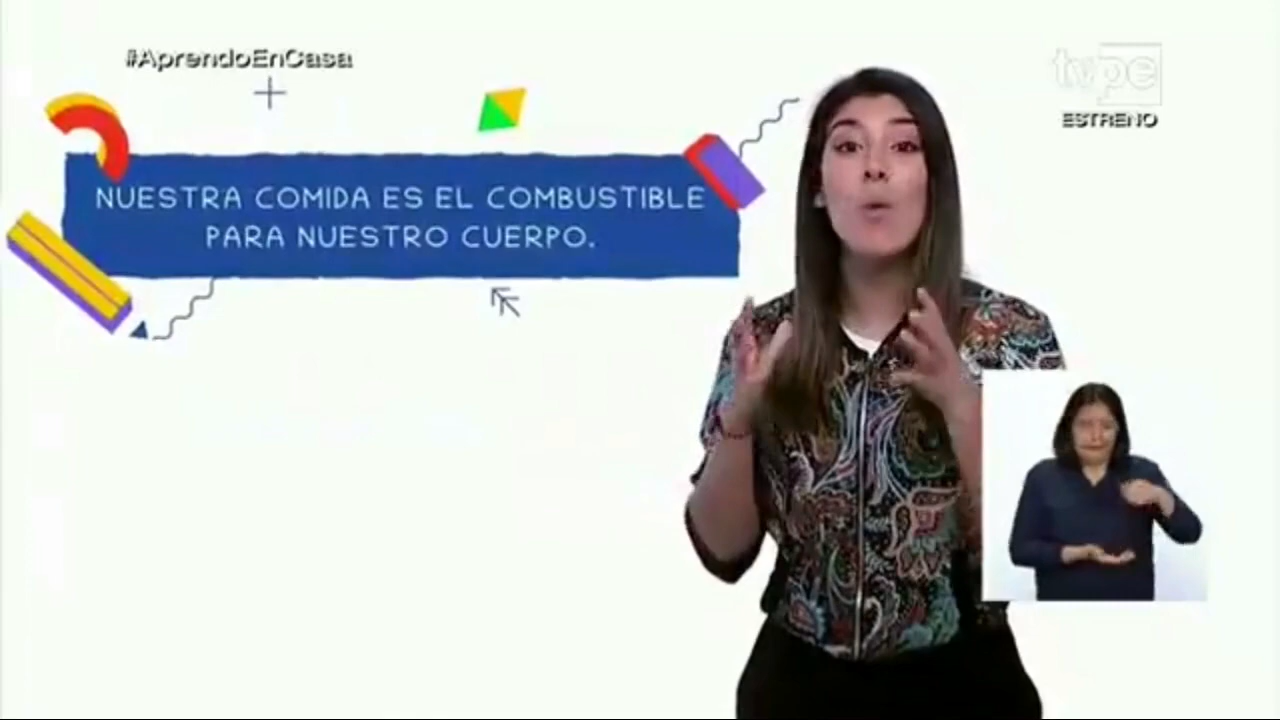 #AprendoEnCasa
tvpe
ESTRENO
NUESTRA COMIDA ES EL COMBUSTIBLE
PARA NUESTRO CUERPO.